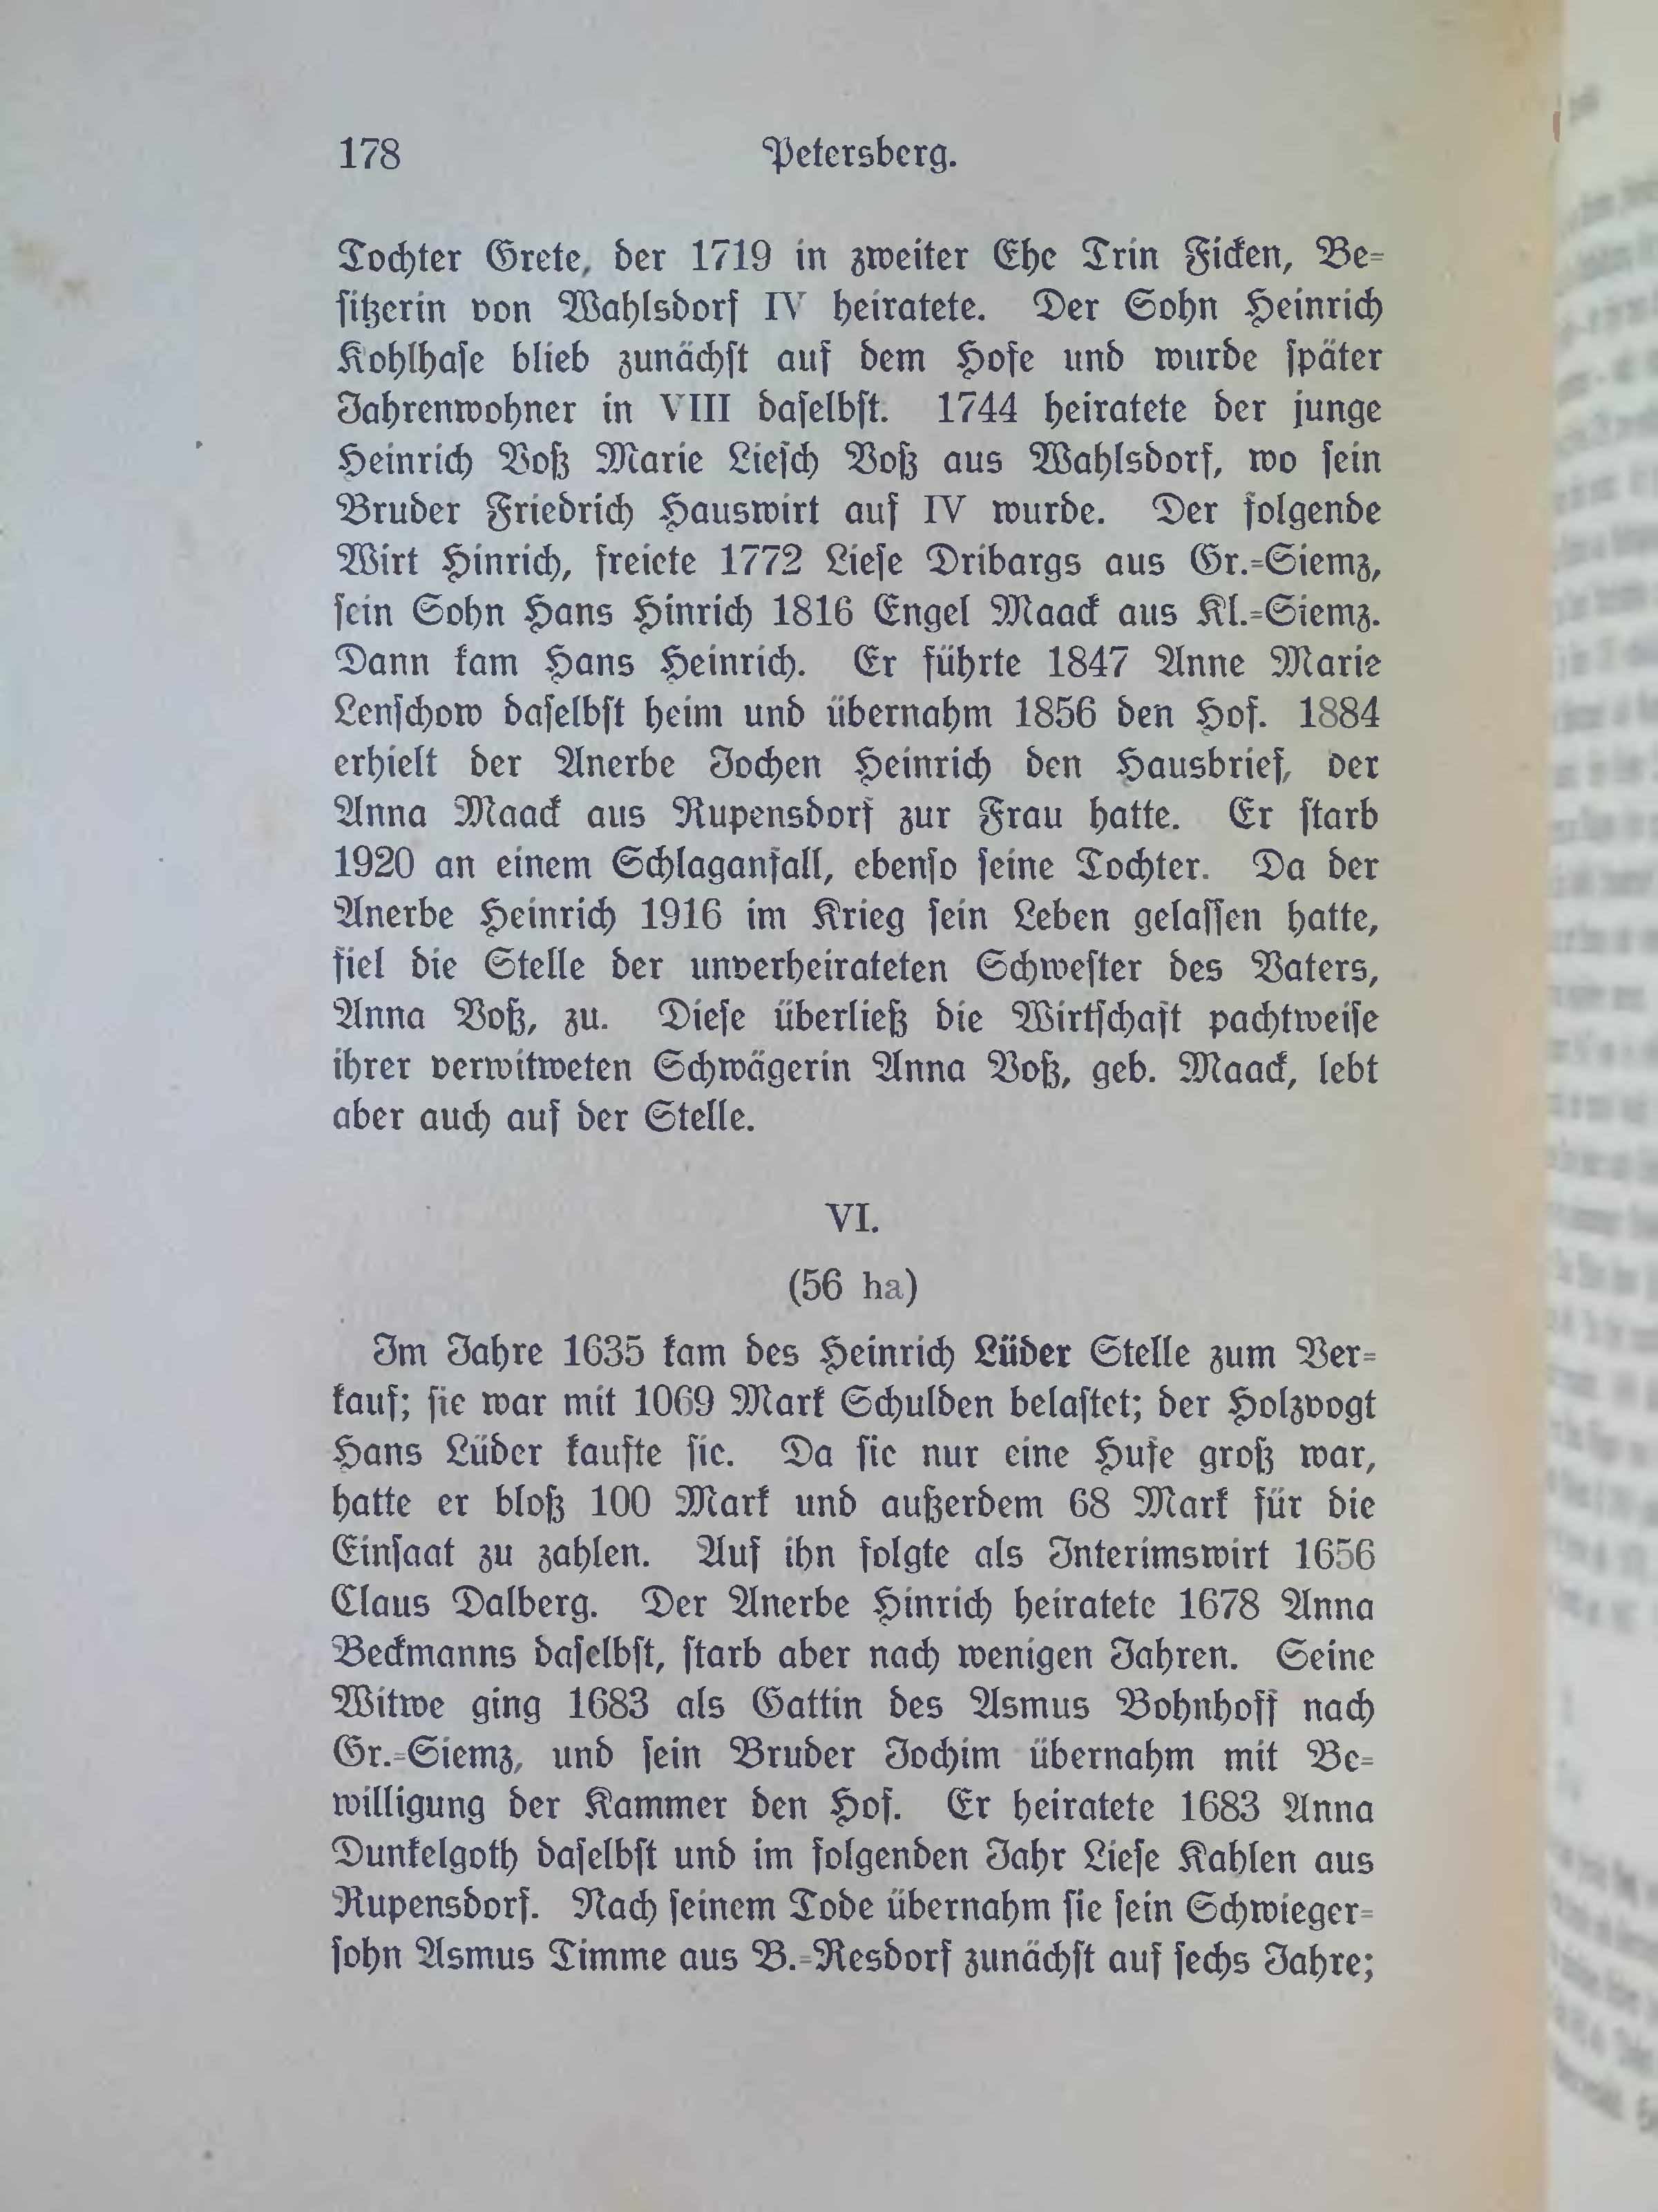 178 Petersberg.
Tochter Grete, der 1719 in zweiter Ehe Trin Ficken, Be-
sitzerin von Wahlsdorf IV heiratete. Der Sohn Heinrich
Kohlhase blieb zunächst auf dem Hofe und wurde später
Jahrenwohner in VIII daselbst. 1744 heiratete der junge
Heinrich Voß Marie Liesch Voß aus Wahlsdorf, wo sein
Bruder Friedrich Hauswirt auf IV wurde. Der folgende
Wirt Hinrich, freiete 1772 Liese Dribargs aus Gr.-Siemz,
sein Sohn Hans Hinrich 1816 Engel Maack aus Kl.-Siemz.
Dann kam Hans Heinrich. Er führte 1847 Anne Marie
Lenschow daselbst heim und übernahm 1856 den Hof. 1884
erhielt der Anerbe Jochen Heinrich den Hausbrief, der
Anna Maack aus Rupensdorf zur Frau hatte. Er starb
1920 an einem Schlaganfall, ebenso seine Tochter. Da der
Anerbe Heinrich 1916 im Krieg sein Leben gelassen hatte,
fiel die Stelle der unverheirateten Schwester des Vaters,
Anna Voß, zu. Diese überließ die Wirtschaft pachtweise
ihrer verwitweten Schwägerin Anna Voß, geb. Maack, lebt
aber auch auf der Stelle.
VI.
(56 ha)
Im Jahre 1635 kam des Heinrich Lüder Stelle zum Ver-
kauf; sie war mit 1069 Mark Schulden belastet; der Holzvogt
Hans Lüder kaufte sie. Da sie nur eine Hufe groß war,
hatte er bloß 100 Mark und außerdem 68 Mark für die
Einsaat zu zahlen. Auf ihn folgte als Interimswirt 1656
Claus Dalberg. Der Anerbe Hinrich heiratete 1678 Anna
Beckmanns daselbst, starb aber nach wenigen Jahren. Seine
Witwe ging 1683 als Gattin des Asmus Bohnhoff nach
Gr.-Siemz, und sein Bruder Jochim übernahm mit Be-
willigung der Kammer den Hof. Er heiratete 1683 Anna
Dunkelgoth daselbst und im folgenden Jahr Liese Kahlen aus
Rupensdorf. Nach seinem Tode übernahm sie sein Schwieger-
sohn Asmus Timme aus B.-Resdorf zunächst auf sechs Jahre;